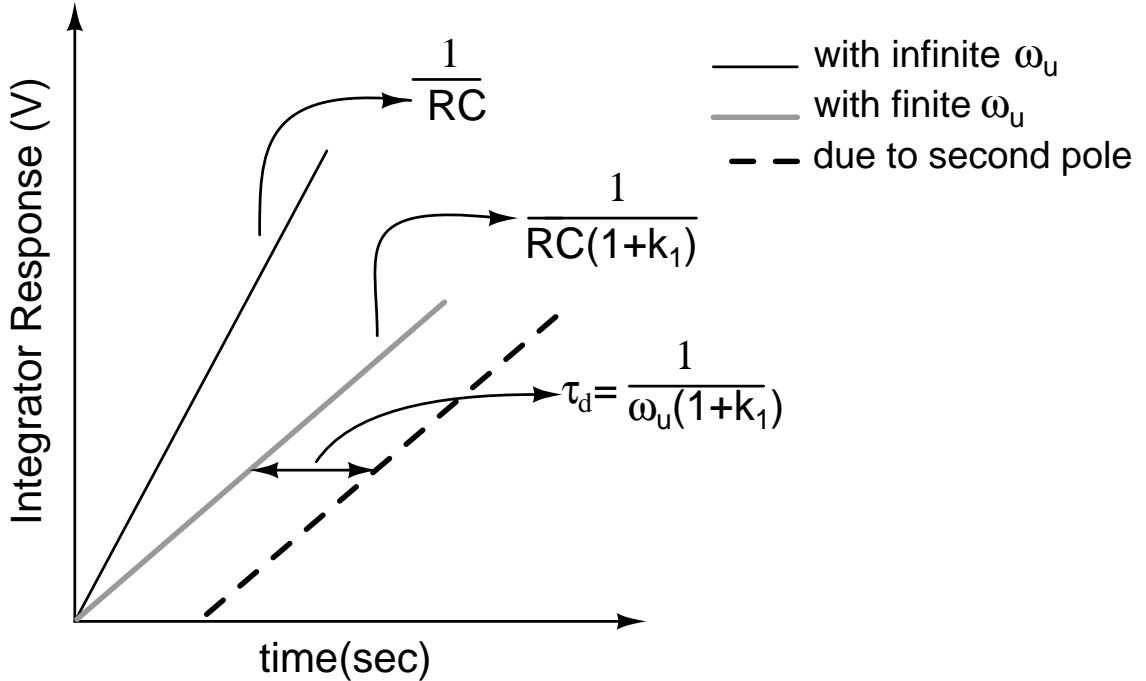 Integrator Response (V)
1
RC
with infinite ωu
with finite ωu
due to second pole
1
RC(1+k1)
τd= 1
ωu(1+k1)
time(sec)